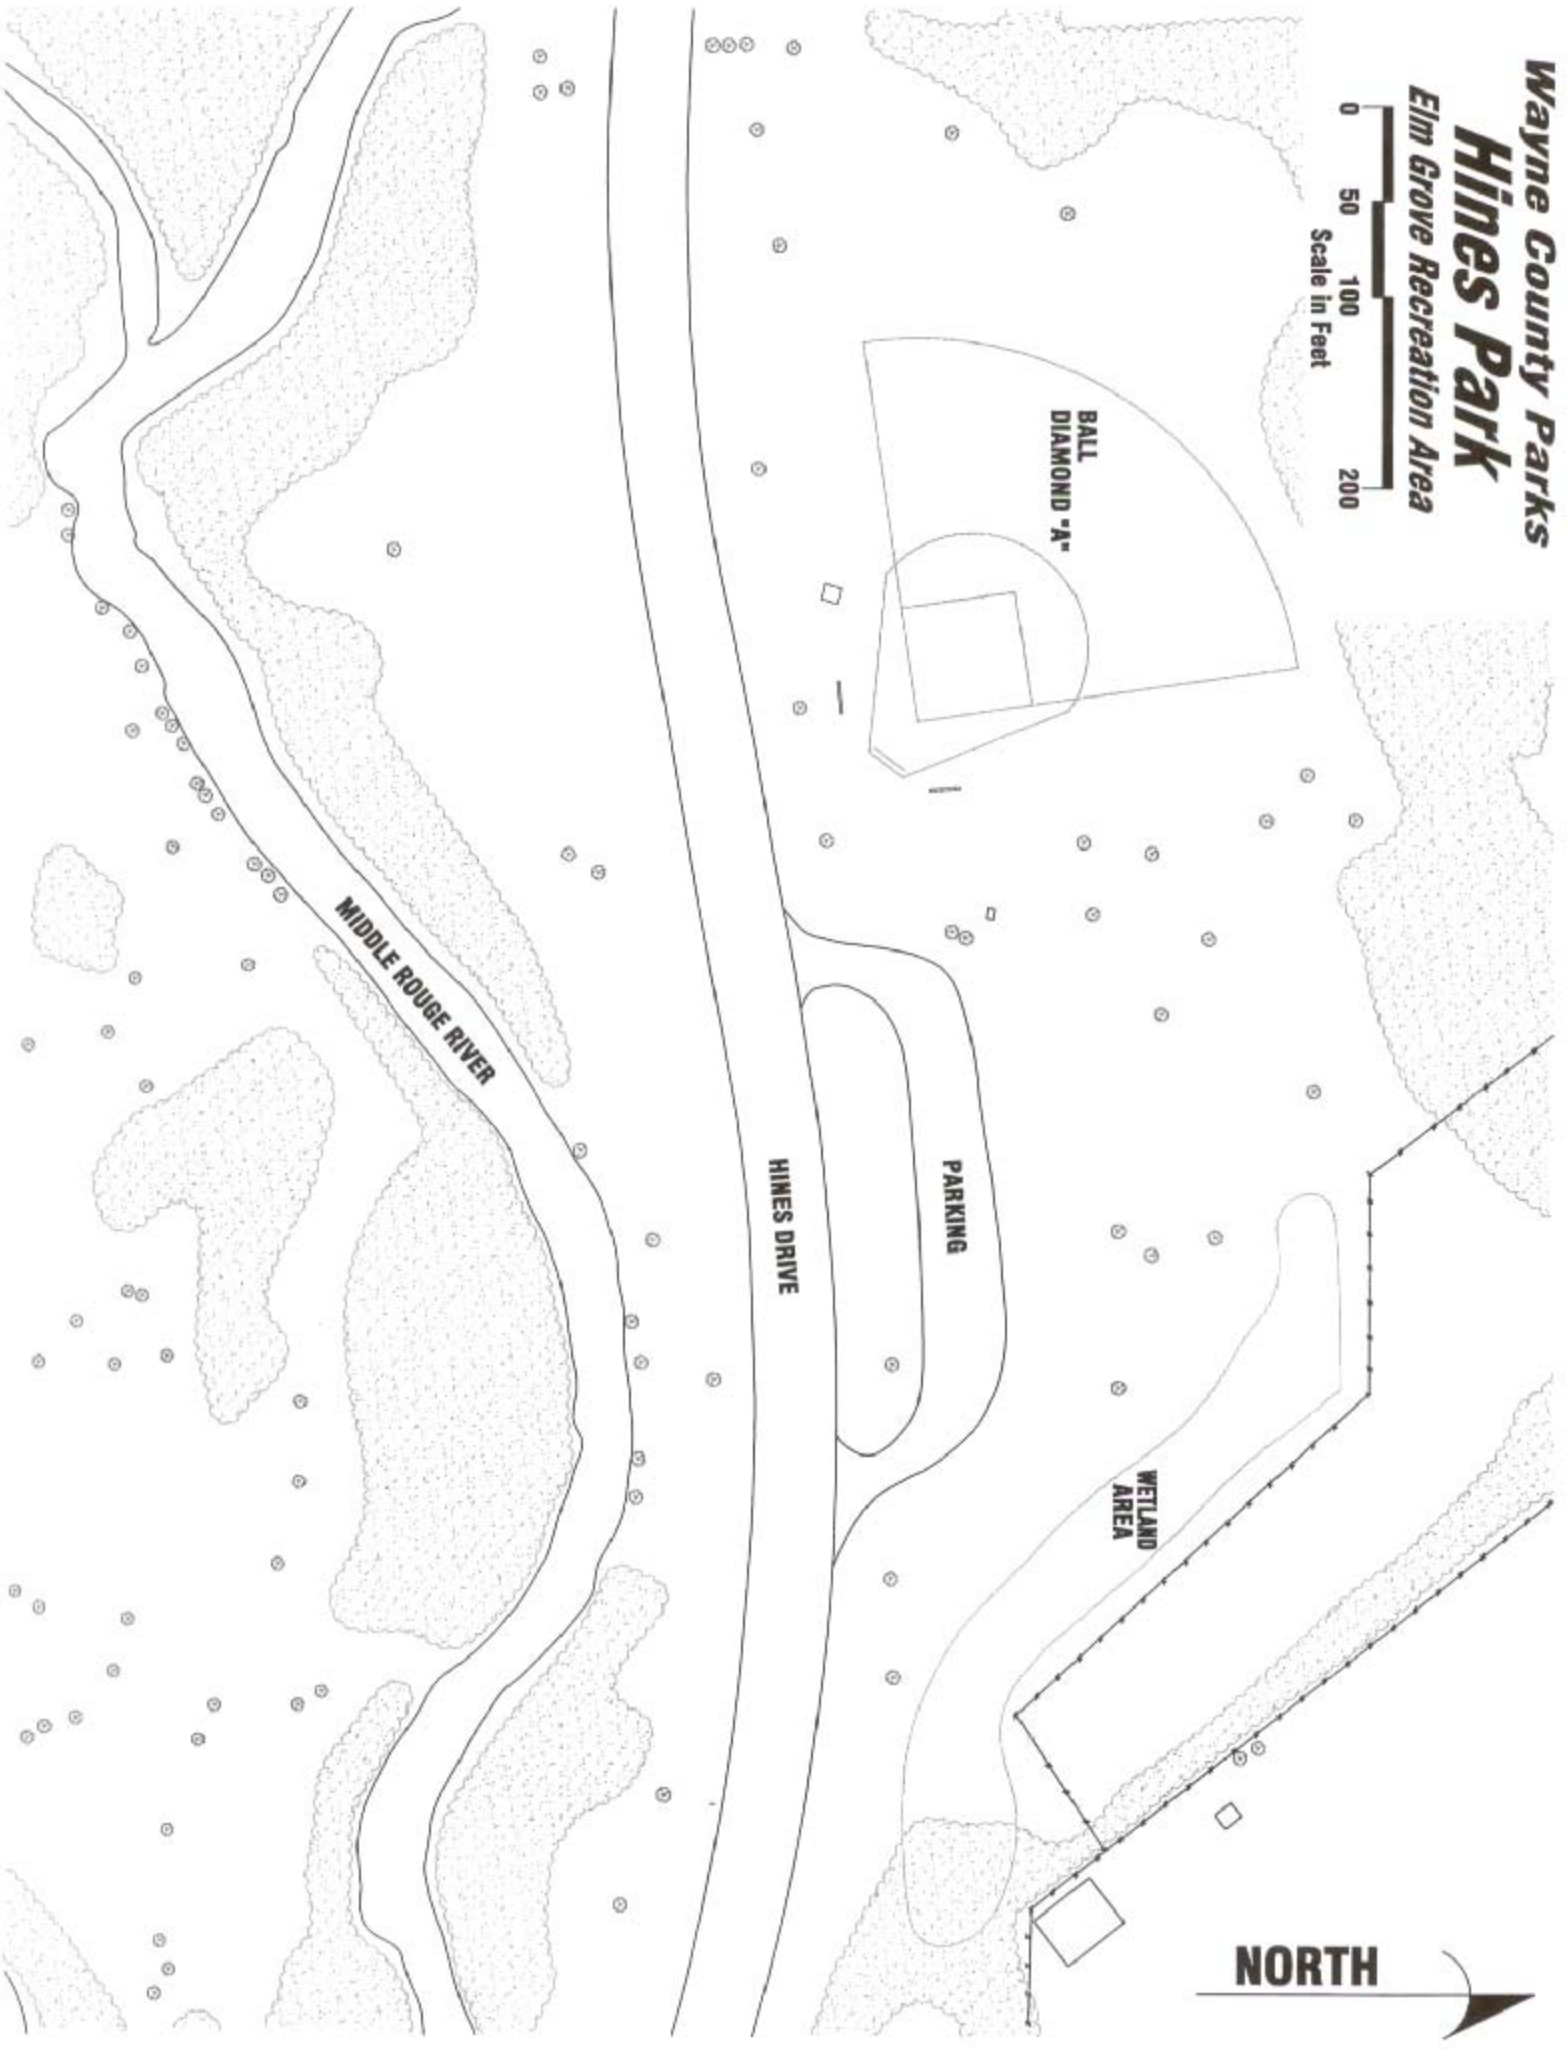 Wayne County Parks
Hines Park
Elm Grove Recreation Area
0 50 100 200
Scale in Feet
BALL
DIAMOND "A"
PARKING
HINES DRIVE
MIDDLE ROUGE RIVER
WETLAND
AREA
NORTH